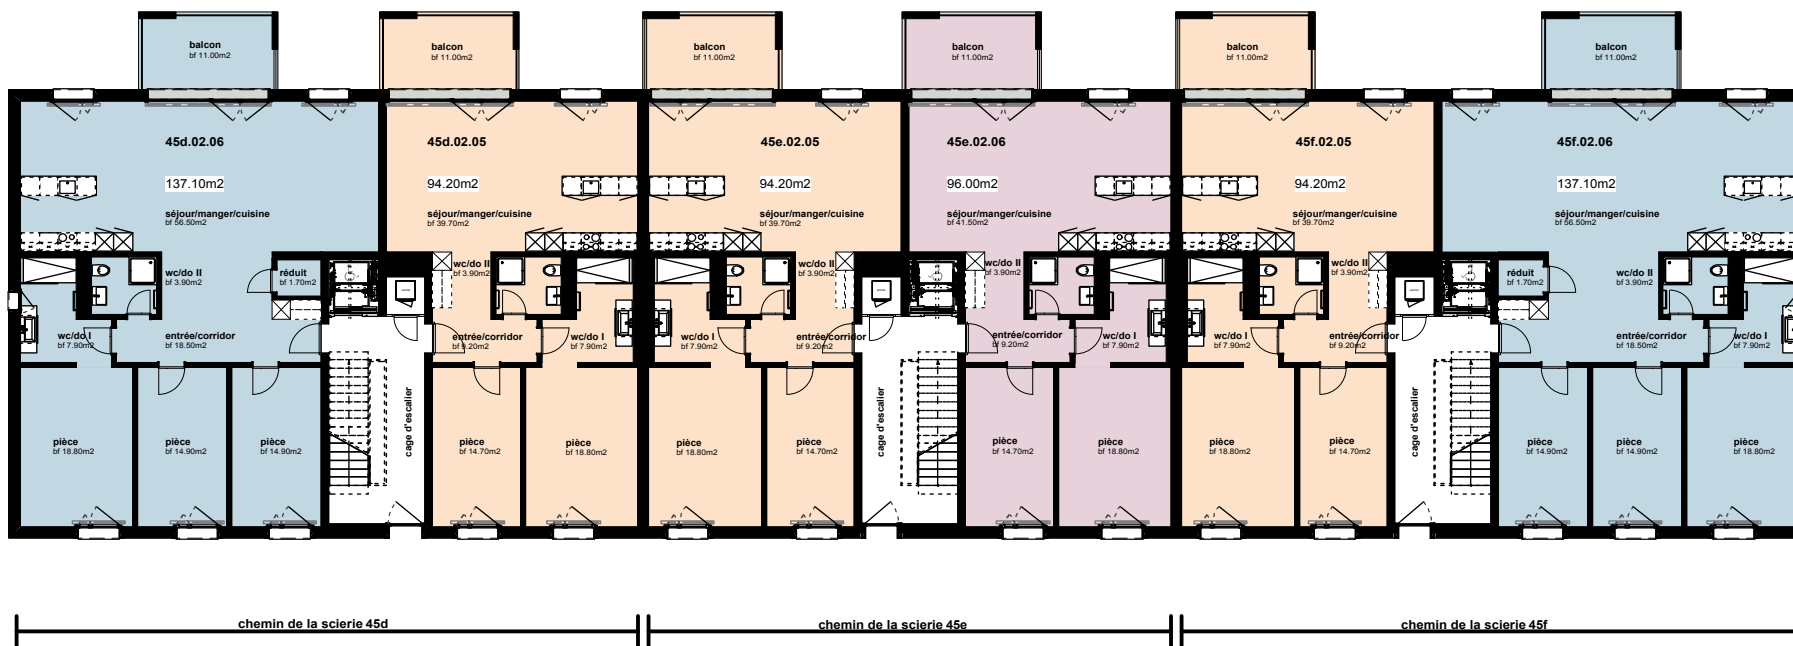 balcon
bf 11.00m2
balcon
bf 11.00m2
balcon
bf 11.00m2
balcon
bf 11.00m2
balcon
bf 11.00m2
balcon
bf 11.00m2
45d.02.06
137.10m2
séjour/manger/cuisine
bf 56.50m2
45d.02.05
94.20m2
séjour/manger/cuisine
bf 39.70m2
45e.02.05
94.20m2
séjour/manger/cuisine
bf 39.70m2
45e.02.06
96.00m2
séjour/manger/cuisine
bf 41.50m2
45f.02.05
94.20m2
séjour/manger/cuisine
bf 39.70m2
45f.02.06
137.10m2
séjour/manger/cuisine
bf 56.50m2
wc/do II
bf 3.90m2
réduit
bf 1.70m2
wc/do II
bf 3.90m2
wc/do II
bf 3.90m2
wc/do II
bf 3.90m2
wc/do II
bf 3.90m2
réduit
bf 1.70m2
wc/do II
bf 3.90m2
wc/do I
bf 7.90m2
entrée/corridor
bf 18.50m2
entrée/corridor
bf 9.20m2
wc/do I
bf 7.90m2
wc/do I
bf 7.90m2
entrée/corridor
bf 9.20m2
entrée/corridor
bf 9.20m2
wc/do I
bf 7.90m2
wc/do I
bf 7.90m2
entrée/corridor
bf 9.20m2
entrée/corridor
bf 18.50m2
wc/do I
bf 7.90m2
pièce
bf 18.80m2
pièce
bf 14.90m2
pièce
bf 14.90m2
cage d'escalier
pièce
bf 14.70m2
pièce
bf 18.80m2
pièce
bf 18.80m2
pièce
bf 14.70m2
cage d'escalier
pièce
bf 14.70m2
pièce
bf 18.80m2
pièce
bf 18.80m2
pièce
bf 14.70m2
cage d'escalier
pièce
bf 14.90m2
pièce
bf 14.90m2
pièce
bf 18.80m2
chemin de la scierie 45d
chemin de la scierie 45e
chemin de la scierie 45f